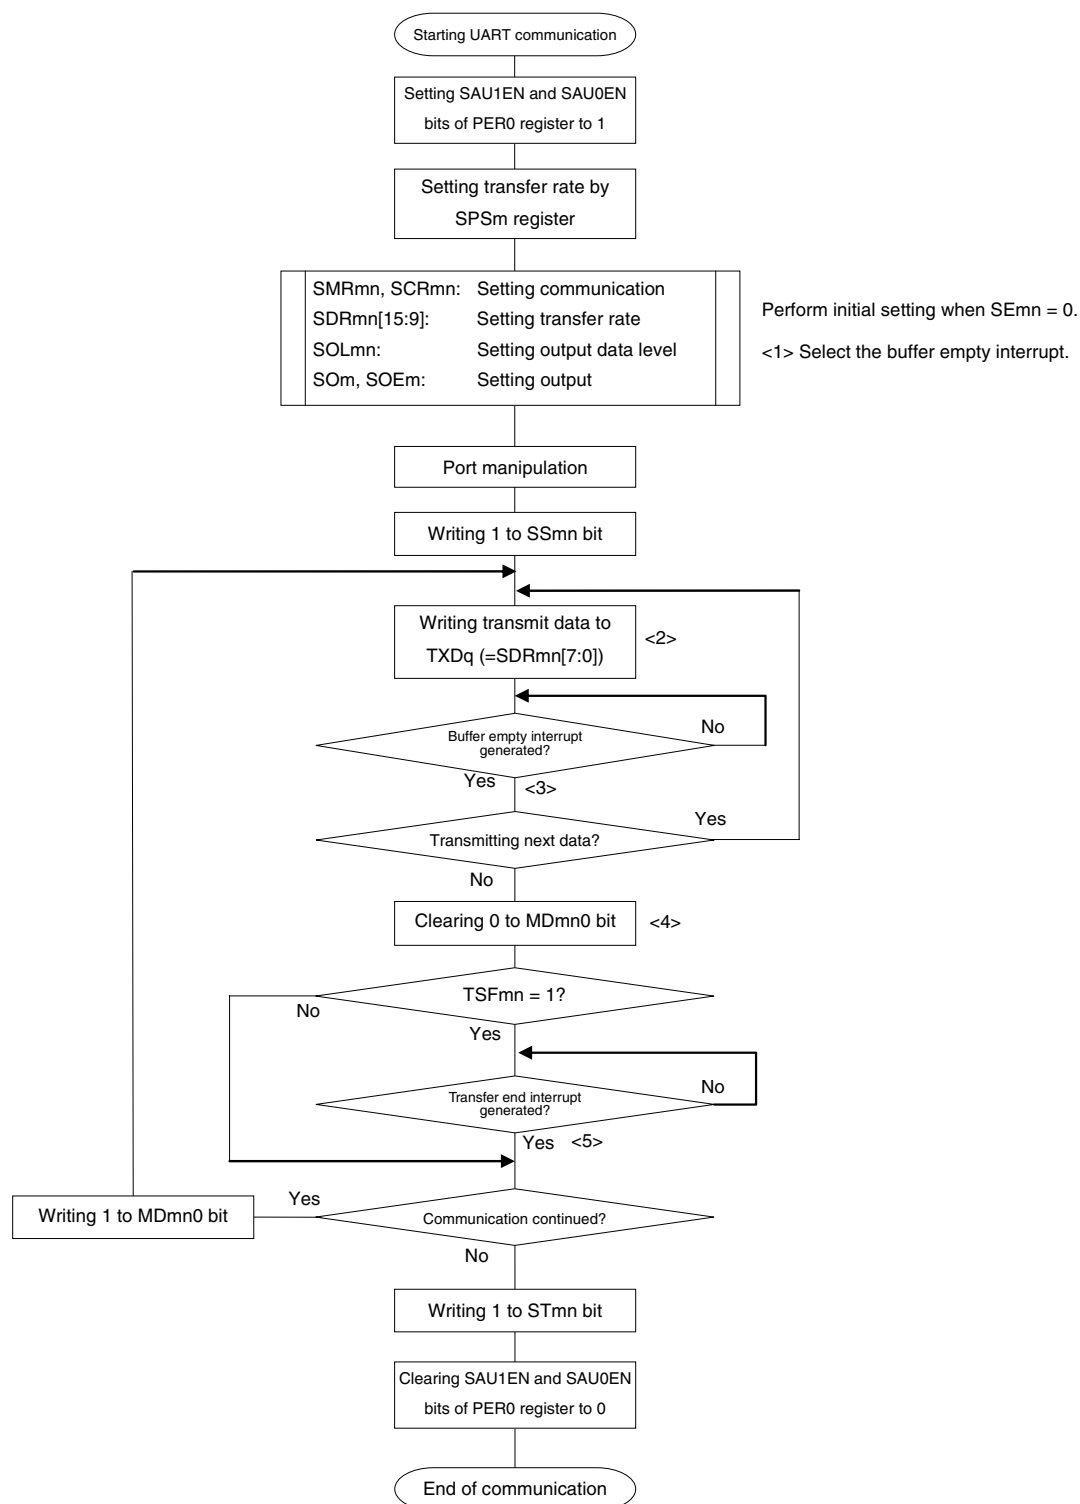 Starting UART communication
Setting SAU1EN and SAU0EN
bits of PER0 register to 1
Setting transfer rate by
SPSm register
SMRmn, SCRmn: Setting communication
SDRmn[15:9]: Setting transfer rate
SOLmn: Setting output data level
SOm, SOEm: Setting output
Perform initial setting when SEmn = 0.
<1> Select the buffer empty interrupt.
Port manipulation
Writing 1 to SSmn bit
Writing transmit data to
TXDq (=SDRmn[7:0])
<2>
Buffer empty interrupt
generated?
No
Yes
<3>
Transmitting next data?
Yes
No
Clearing 0 to MDmn0 bit
<4>
TSFmn = 1?
No
Yes
Transfer end interrupt
generated?
No
Yes
<5>
Communication continued?
Yes
Writing 1 to MDmn0 bit
No
Writing 1 to STmn bit
Clearing SAU1EN and SAU0EN
bits of PER0 register to 0
End of communication